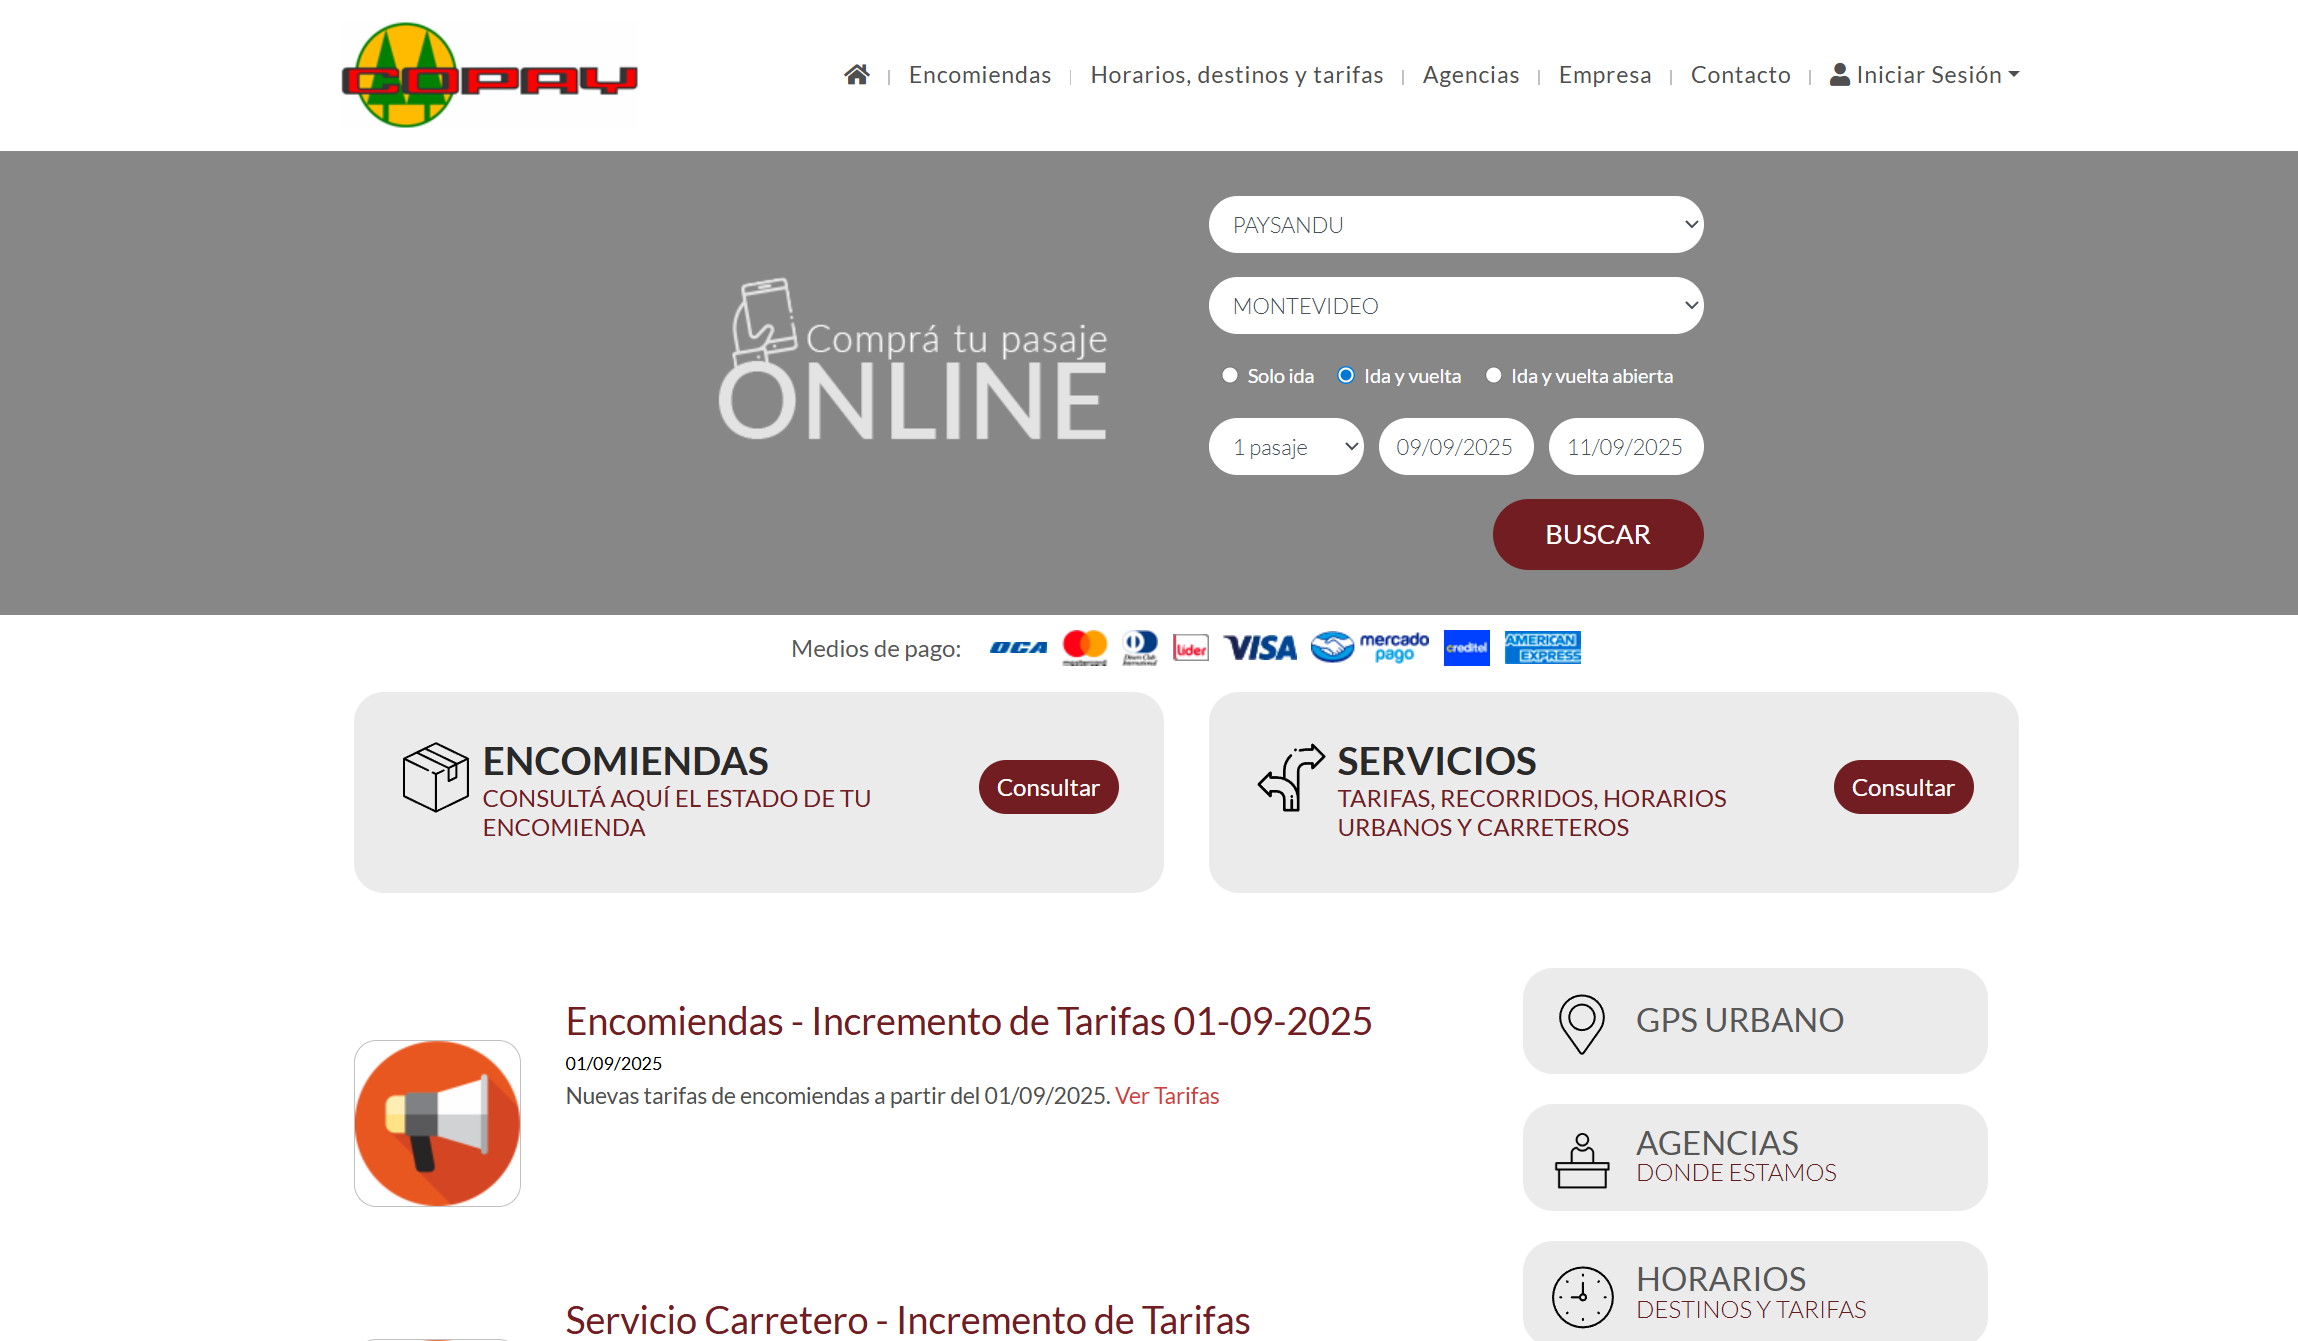 COPAY
Encomiendas | Horarios, destinos y tarifas | Agencias | Empresa | Contacto | Iniciar Sesión
PAYSANDU
MONTEVIDEO
Comprá tu pasaje
ONLINE
Solo ida Ida y vuelta Ida y vuelta abierta
1 pasaje 09/09/2025 11/09/2025
BUSCAR
Medios de pago: OCA mastercard Diners Club International lider VISA mercado pago creditel AMERICAN EXPRESS
ENCOMIENDAS
CONSULTÁ AQUÍ EL ESTADO DE TU
ENCOMIENDA
Consultar
SERVICIOS
TARIFAS, RECORRIDOS, HORARIOS
URBANOS Y CARRETEROS
Consultar
Encomiendas - Incremento de Tarifas 01-09-2025
01/09/2025
Nuevas tarifas de encomiendas a partir del 01/09/2025. Ver Tarifas
Servicio Carretero - Incremento de Tarifas
GPS URBANO
AGENCIAS
DONDE ESTAMOS
HORARIOS
DESTINOS Y TARIFAS